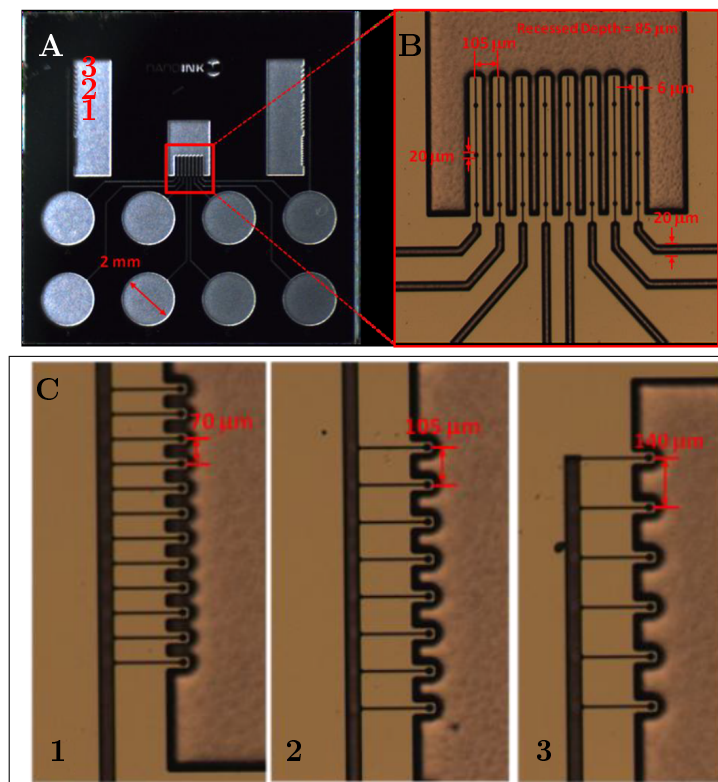 A
3
2
1
nanoINK
2 mm
B
Recessed Depth = 85 µm
105 µm
6 µm
20 µm
20 µm
C
70 µm
105 µm
140 µm
1
2
3